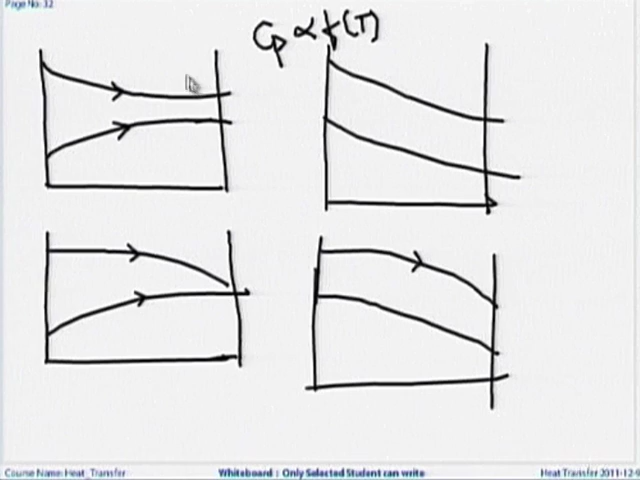 Page No: 32
Cp ∝ f(T)
Course Name: Heat_Transfer
Whiteboard : Only Selected Student can write
Heat Transfer 2011-12-